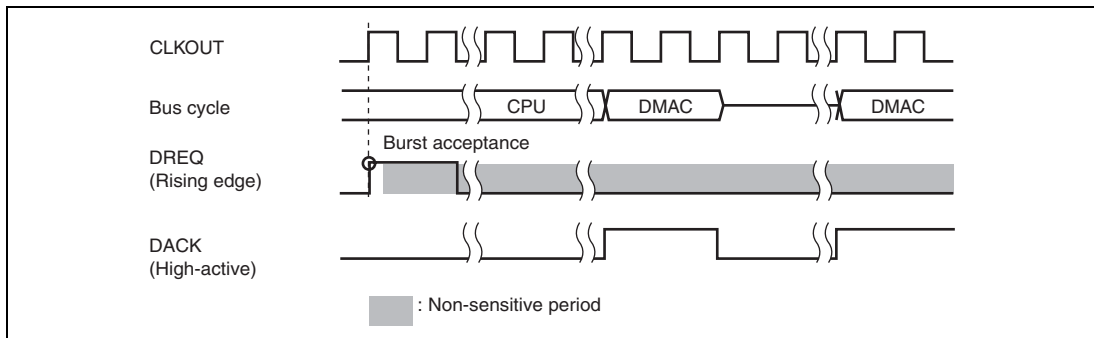 CLKOUT
Bus cycle
CPU
DMAC
DMAC
Burst acceptance
DREQ
(Rising edge)
DACK
(High-active)
: Non-sensitive period